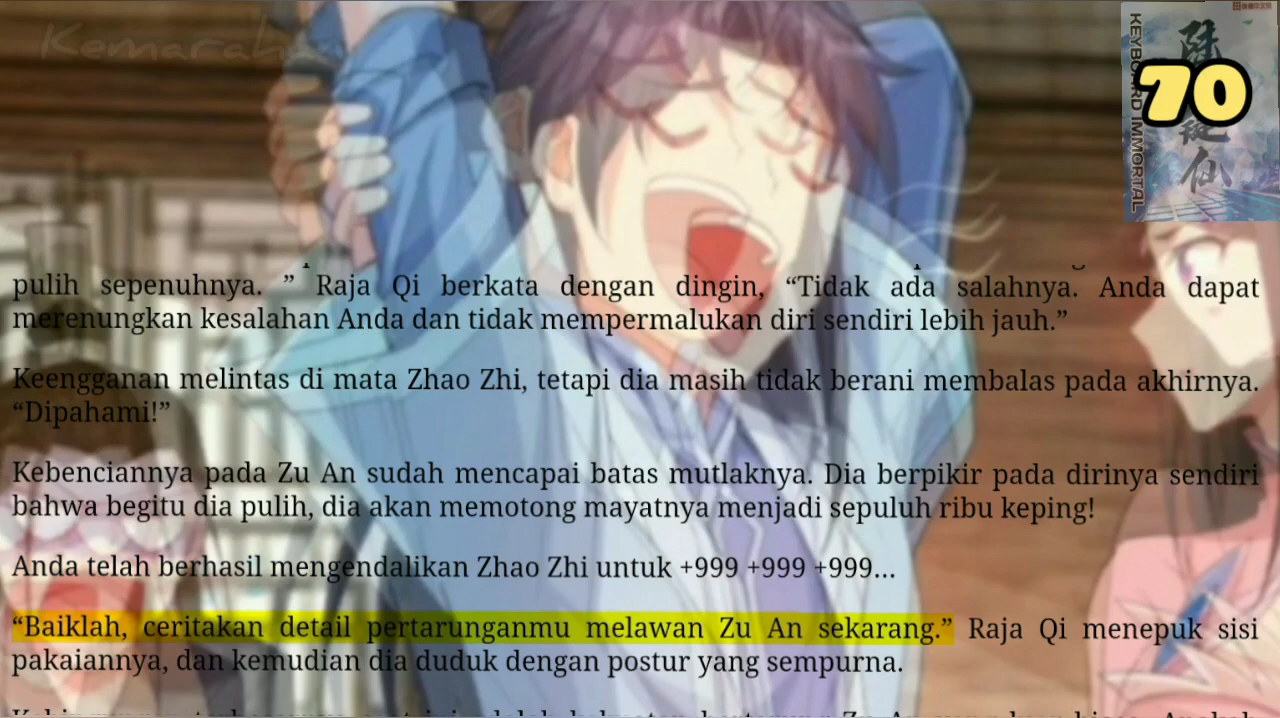 Kemarahan
KEYBOARD IMMORTAL
70
pulih sepenuhnya. ” Raja Qi berkata dengan dingin, “Tidak ada salahnya. Anda dapat
merenungkan kesalahan Anda dan tidak mempermalukan diri sendiri lebih jauh.”
Keengganan melintas di mata Zhao Zhi, tetapi dia masih tidak berani membalas pada akhirnya.
“Dipahami!”
Kebenciannya pada Zu An sudah mencapai batas mutlaknya. Dia berpikir pada dirinya sendiri
bahwa begitu dia pulih, dia akan memotong mayatnya menjadi sepuluh ribu keping!
Anda telah berhasil mengendalikan Zhao Zhi untuk +999 +999 +999…
“Baiklah, ceritakan detail pertarunganmu melawan Zu An sekarang.” Raja Qi menepuk sisi
pakaiannya, dan kemudian dia duduk dengan postur yang sempurna.